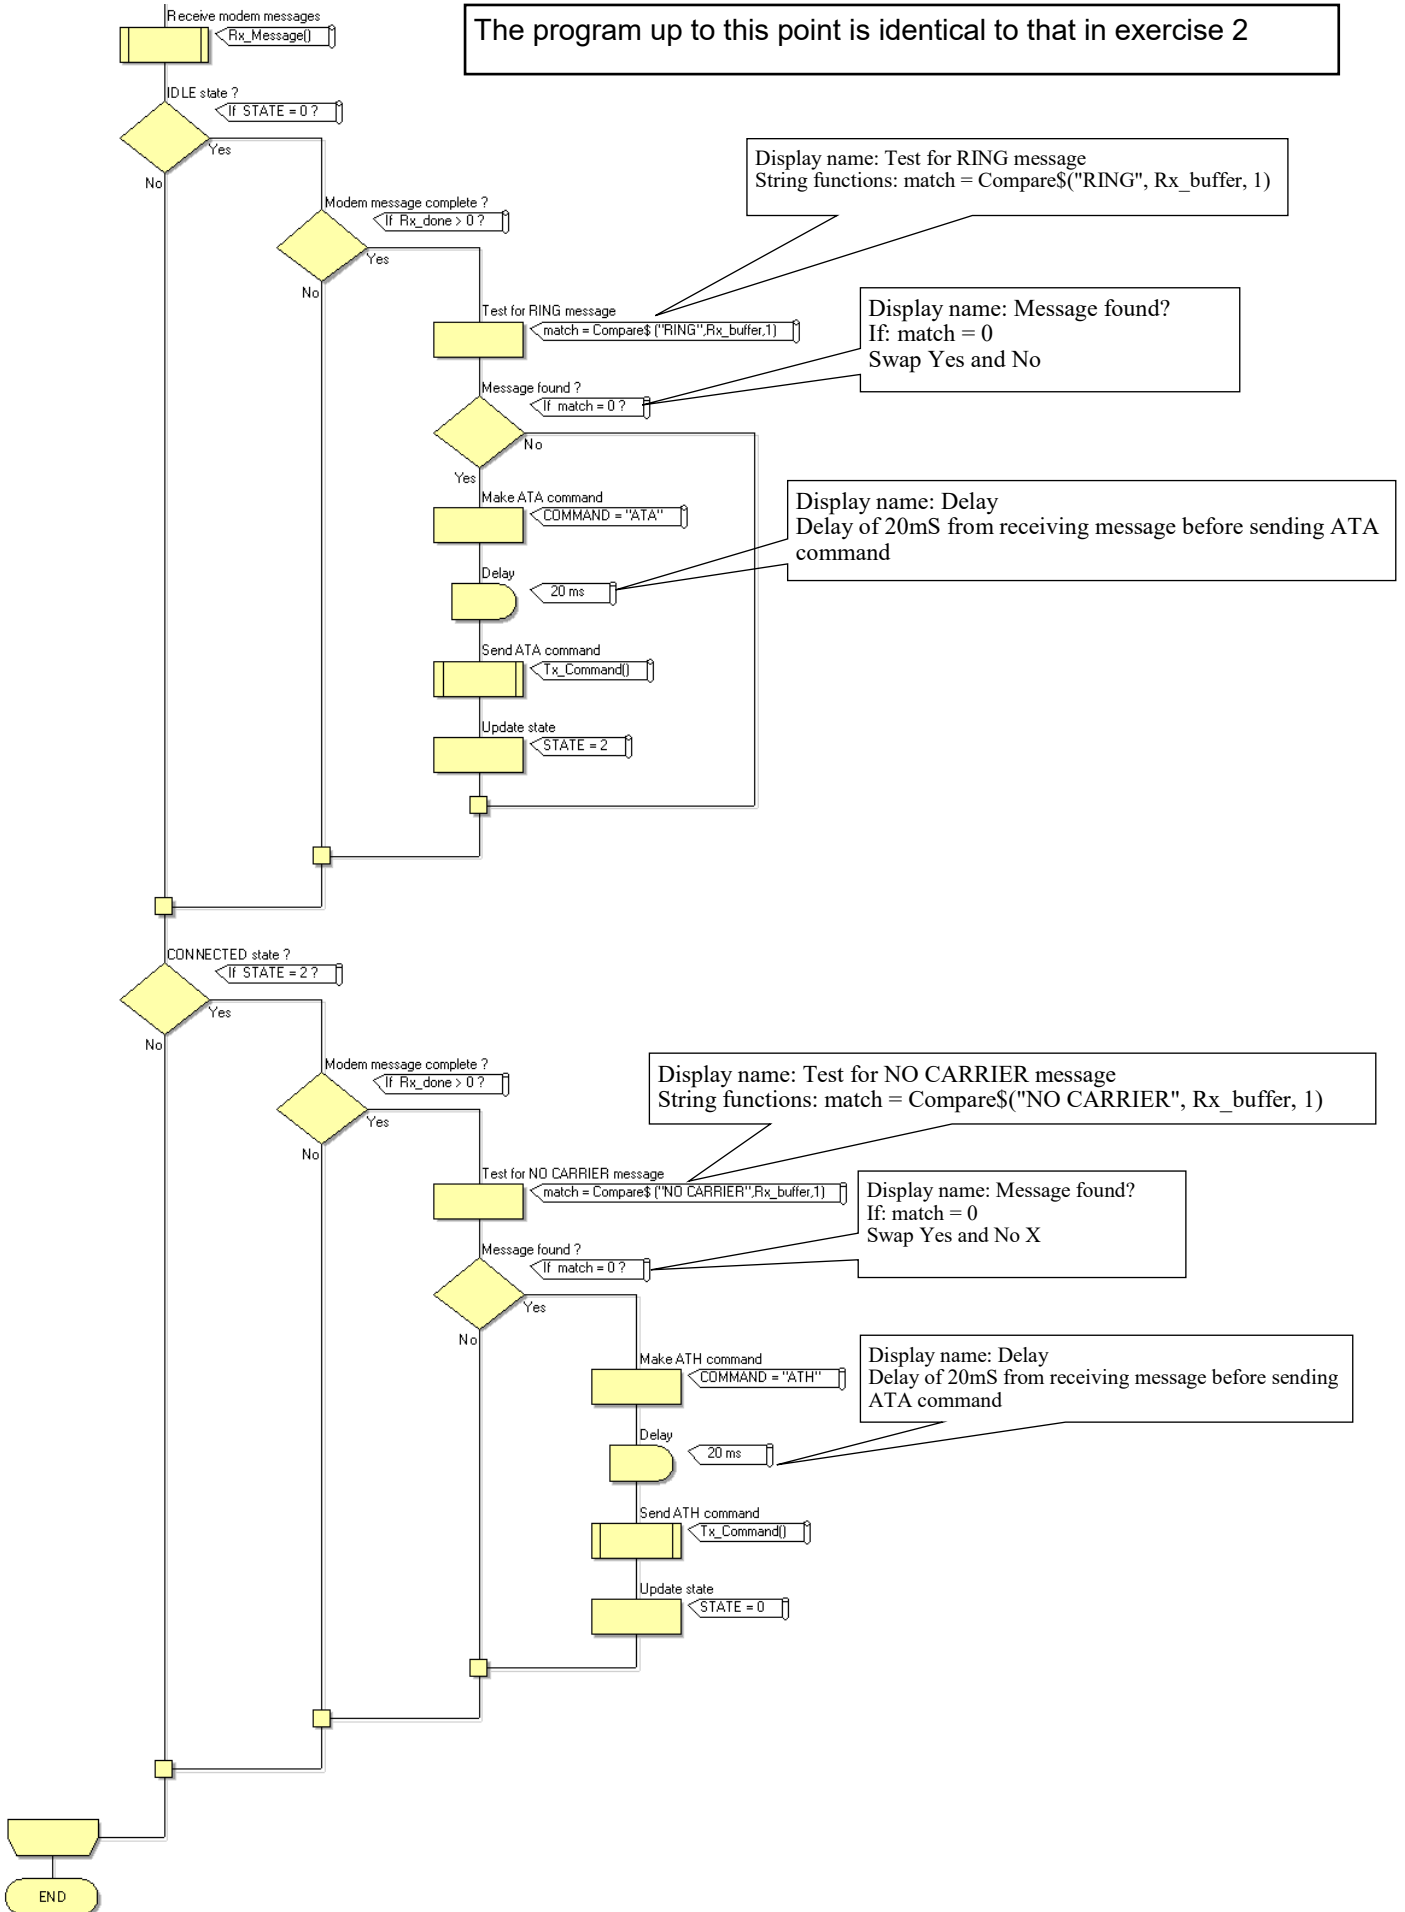 Receive modem messages
Rx_Message()
The program up to this point is identical to that in exercise 2
IDLE state ?
If STATE = 0 ?
Yes
No
Display name: Test for RING message
String functions: match = Compare$("RING", Rx_buffer, 1)
Modem message complete ?
If Rx_done > 0 ?
Yes
No
Test for RING message
match = Compare$ ("RING",Rx_buffer,1)
Display name: Message found?
If: match = 0
Swap Yes and No
Message found ?
If match = 0 ?
No
Yes
Make ATA command
COMMAND = "ATA"
Display name: Delay
Delay of 20mS from receiving message before sending ATA
command
Delay
20 ms
Send ATA command
Tx_Command()
Update state
STATE = 2
CONNECTED state ?
If STATE = 2 ?
Yes
No
Modem message complete ?
If Rx_done > 0 ?
Yes
No
Display name: Test for NO CARRIER message
String functions: match = Compare$("NO CARRIER", Rx_buffer, 1)
Test for NO CARRIER message
match = Compare$ ("NO CARRIER",Rx_buffer,1)
Display name: Message found?
If: match = 0
Swap Yes and No X
Message found ?
If match = 0 ?
Yes
No
Make ATH command
COMMAND = "ATH"
Display name: Delay
Delay of 20mS from receiving message before sending
ATA command
Delay
20 ms
Send ATH command
Tx_Command()
Update state
STATE = 0
END